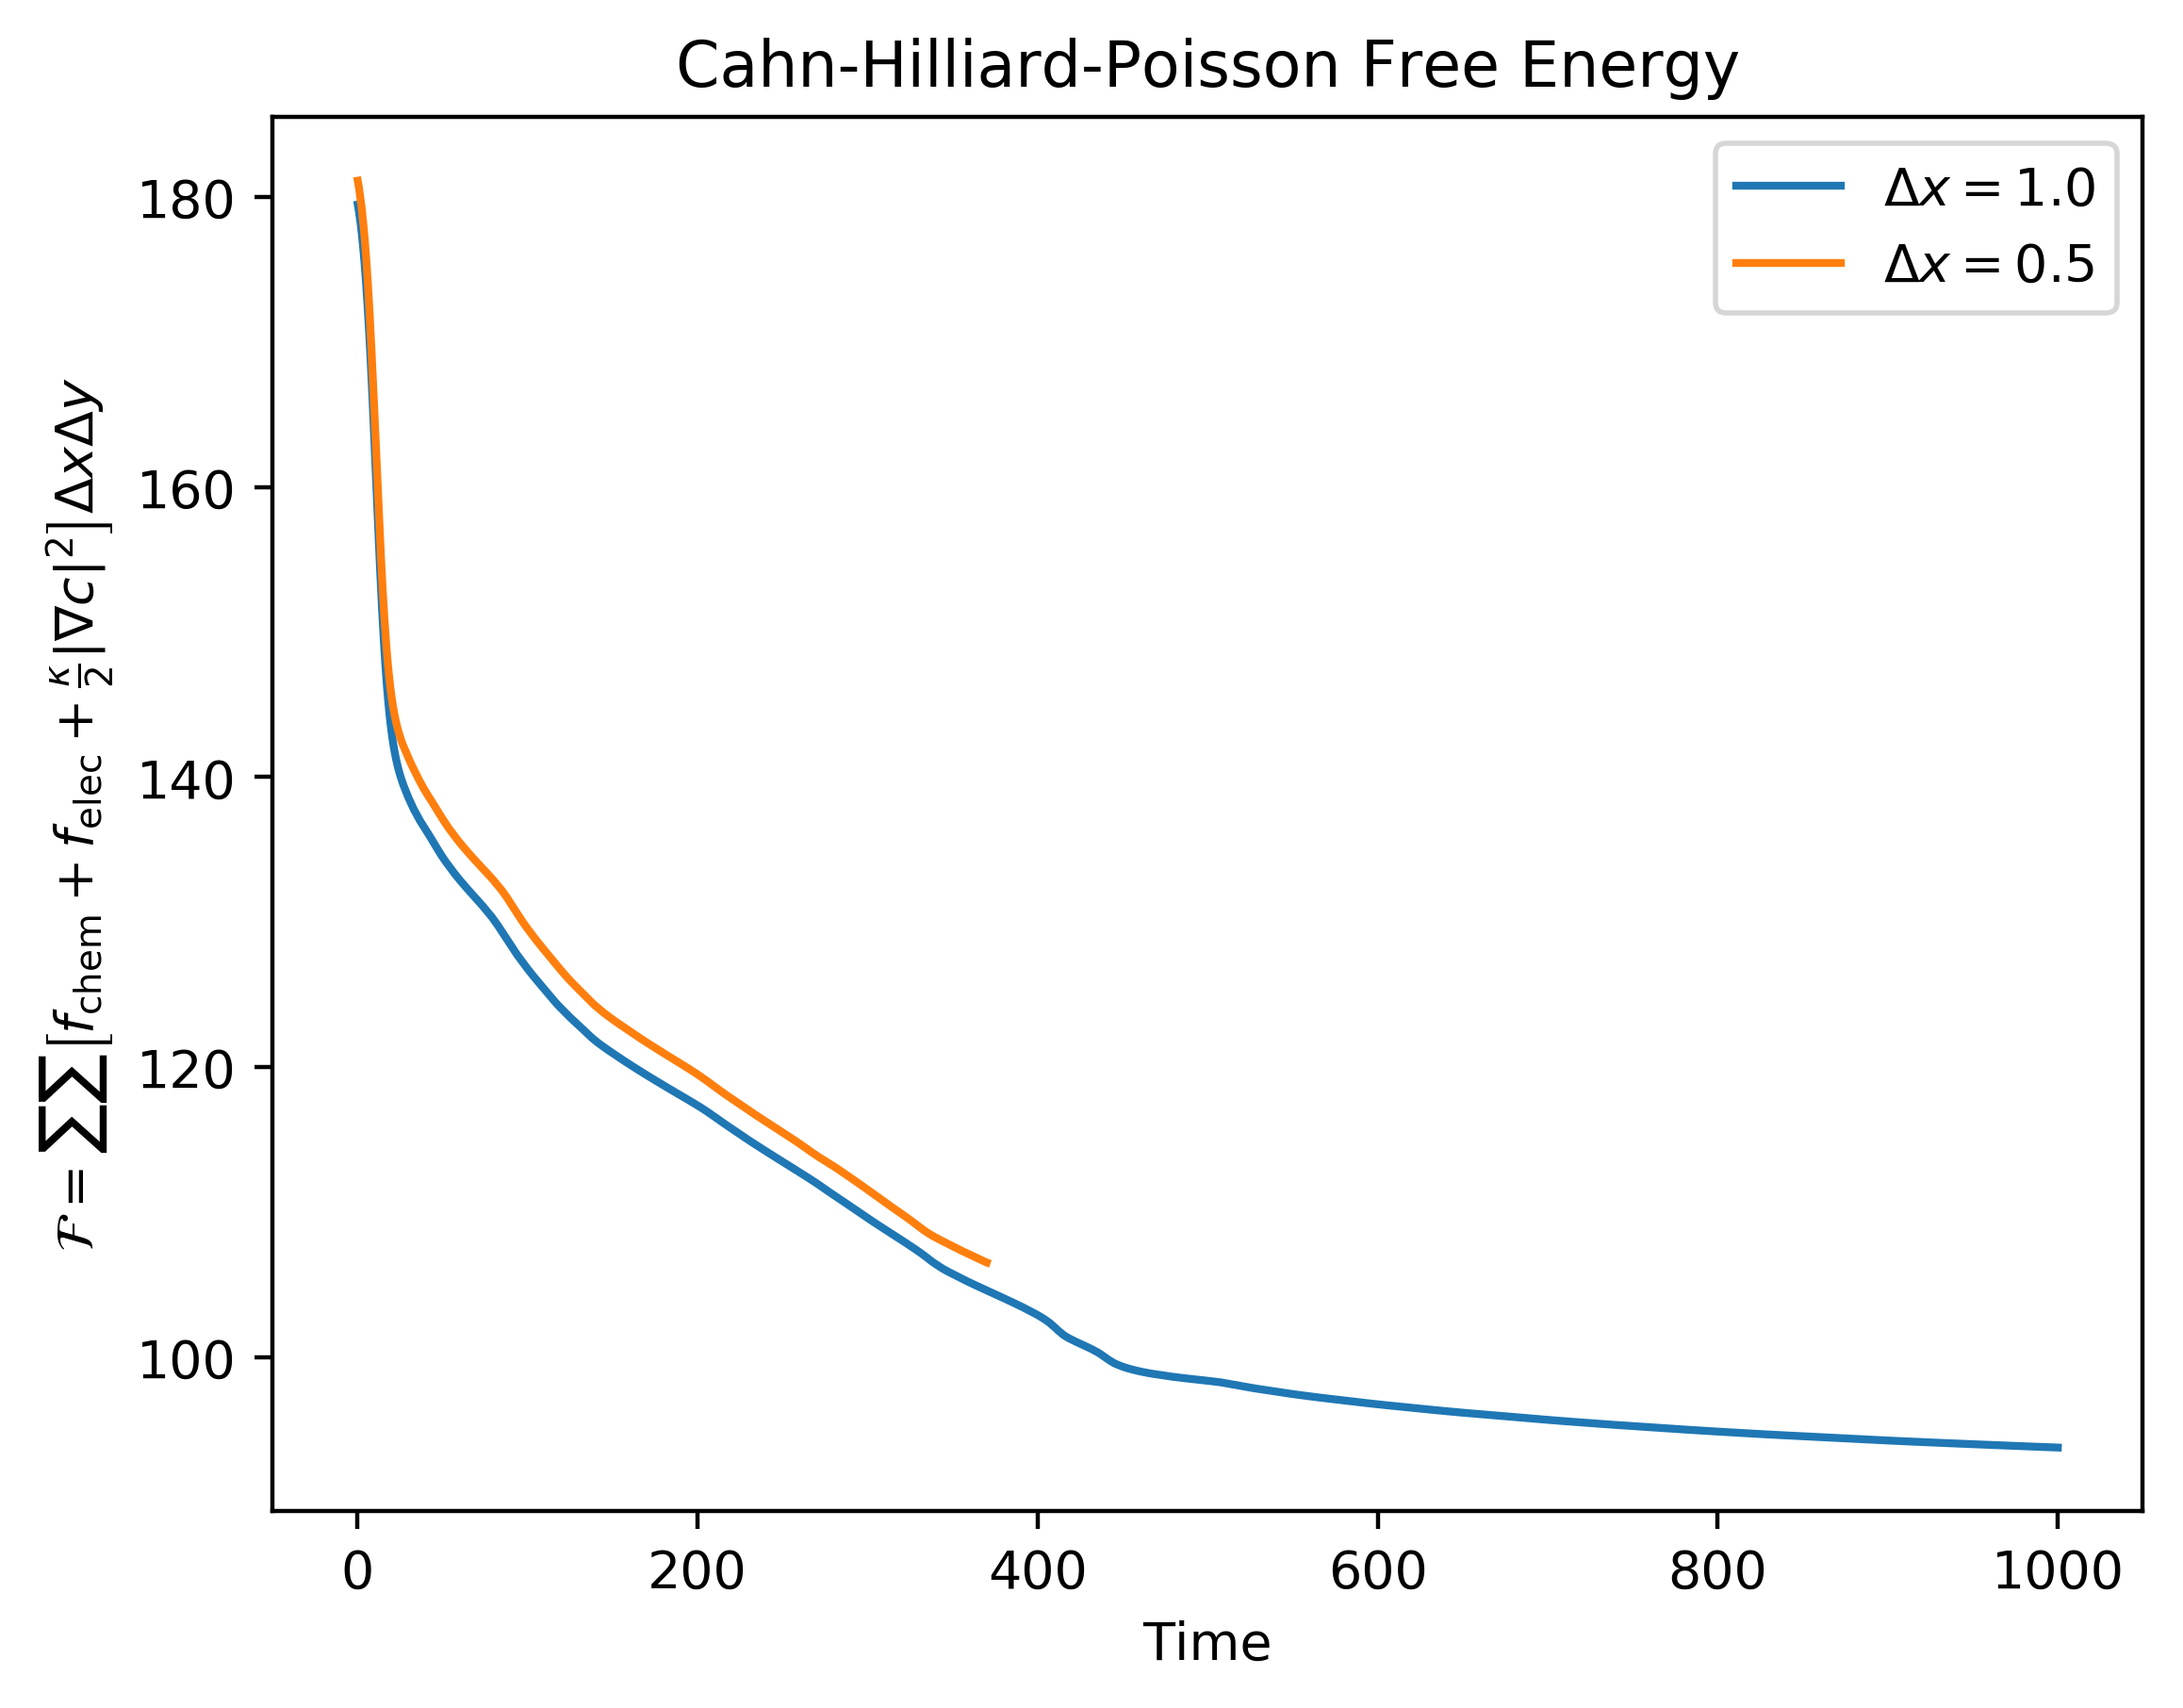 Cahn-Hilliard-Poisson Free Energy
ℱ = ∑∑[f_chem + f_elec + κ/2|∇c|²]ΔxΔy
180
160
140
120
100
Δx = 1.0
Δx = 0.5
0 200 400 600 800 1000
Time